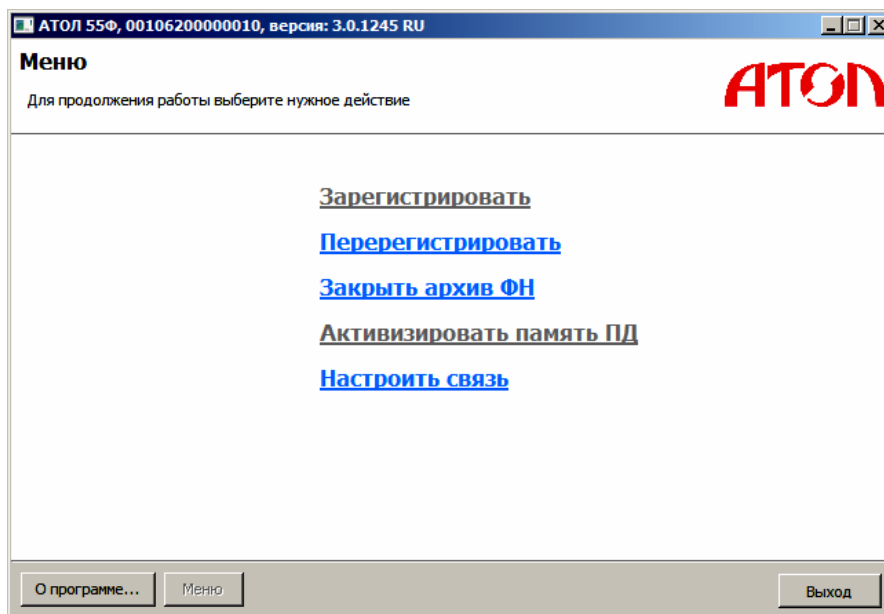 АТОЛ 55Ф, 00106200000010, версия: 3.0.1245 RU
Меню
Для продолжения работы выберите нужное действие
АТОЛ
Зарегистрировать
Перерегистрировать
Закрыть архив ФН
Активизировать память ПД
Настроить связь
О программе... Меню Выход